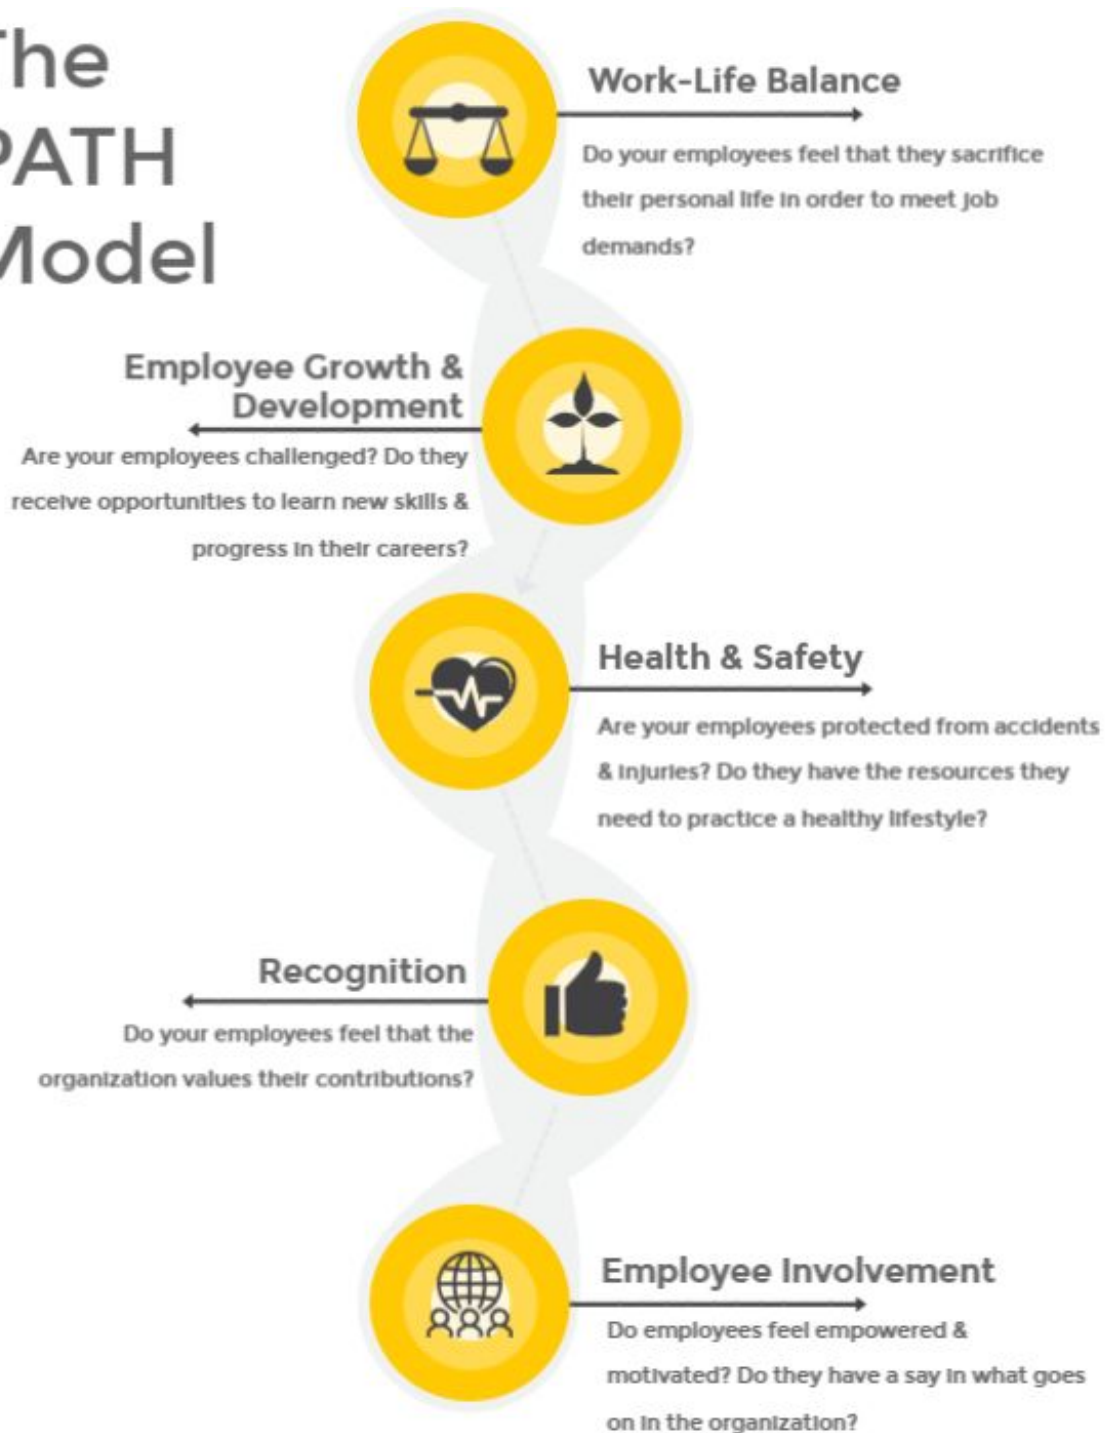 The
PATH
Model
Work-Life Balance
Do your employees feel that they sacrifice
their personal life in order to meet job
demands?
Employee Growth &
Development
Are your employees challenged? Do they
receive opportunities to learn new skills &
progress in their careers?
Health & Safety
Are your employees protected from accidents
& injuries? Do they have the resources they
need to practice a healthy lifestyle?
Recognition
Do your employees feel that the
organization values their contributions?
Employee Involvement
Do employees feel empowered &
motivated? Do they have a say in what goes
on in the organization?